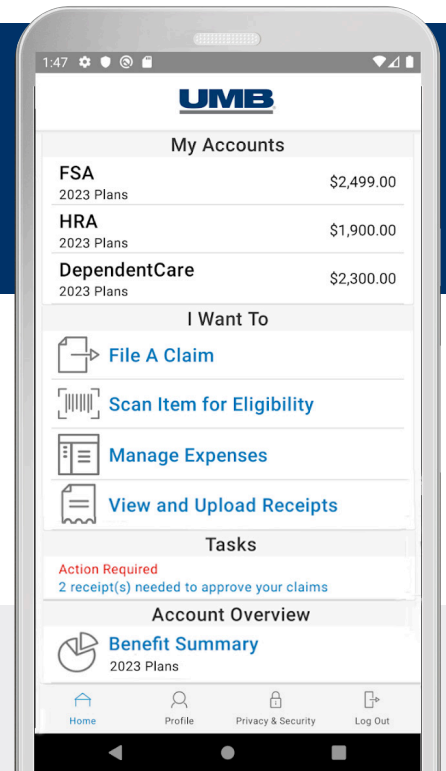 1:47
UMB
My Accounts
FSA
$2,499.00
2023 Plans
HRA
$1,900.00
2023 Plans
DependentCare
$2,300.00
2023 Plans
I Want To
File A Claim
Scan Item for Eligibility
Manage Expenses
View and Upload Receipts
Tasks
Action Required
2 receipt(s) needed to approve your claims
Account Overview
Benefit Summary
2023 Plans
Home Profile Privacy & Security Log Out